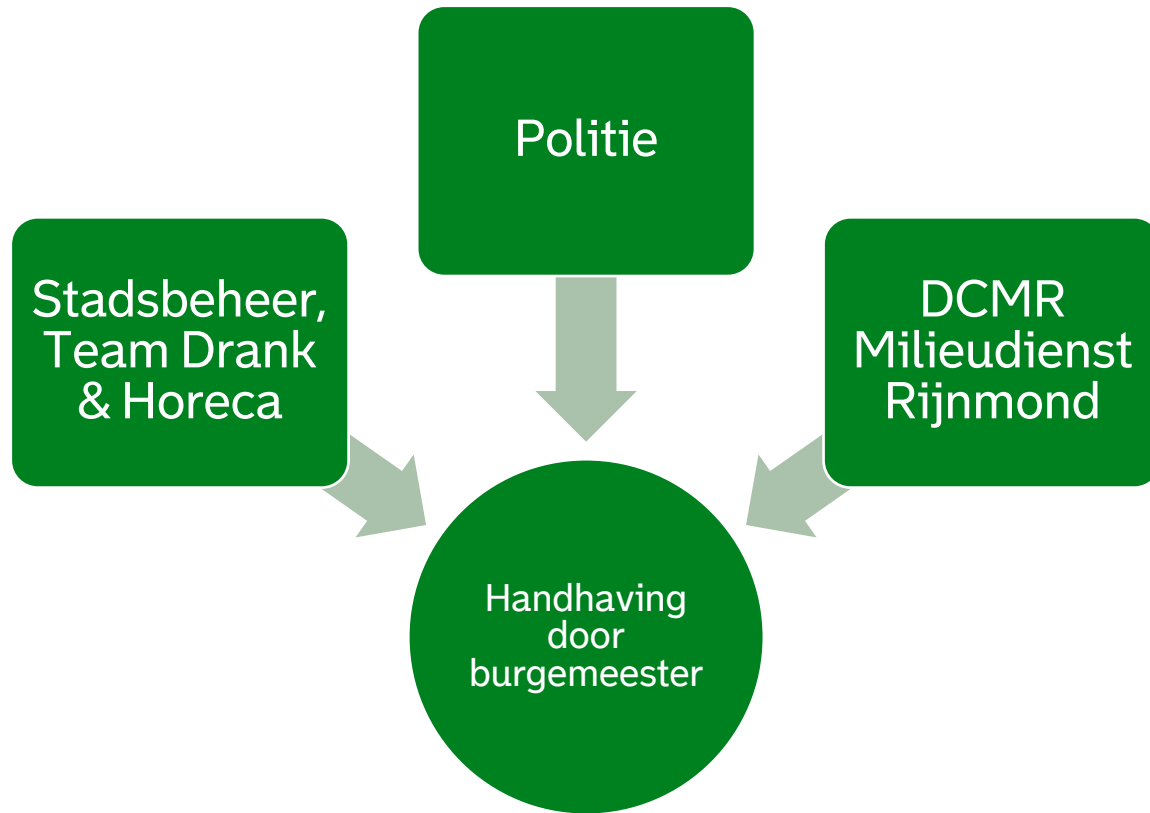 Politie
Stadsbeheer,
Team Drank
& Horeca
DCMR
Milieudienst
Rijnmond
Handhaving
door
burgemeester